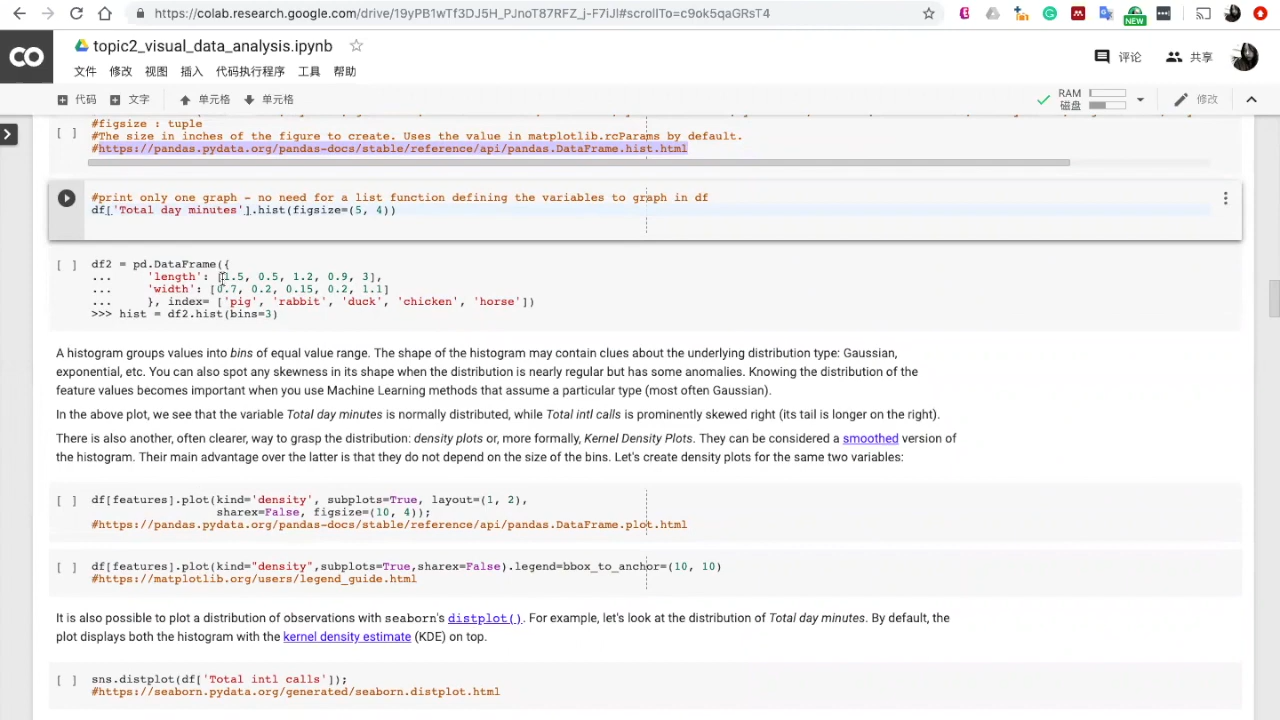 https://colab.research.google.com/drive/19yPB1wTf3DJ5H_PJnoT87RFZ_j-F7iJl#scrollTo=c9ok5qaGRsT4
NEW
CO
topic2_visual_data_analysis.ipynb
评论
共享
文件 修改 视图 插入 代码执行程序 工具 帮助
代码 文字 单元格 单元格
RAM
磁盘
修改
#figsize : tuple
[ ] #The size in inches of the figure to create. Uses the value in matplotlib.rcParams by default.
#https://pandas.pydata.org/pandas-docs/stable/reference/api/pandas.DataFrame.hist.html
#print only one graph - no need for a list function defining the variables to graph in df
df['Total day minutes'].hist(figsize=(5, 4))
[ ] df2 = pd.DataFrame({
... 'length': [1.5, 0.5, 1.2, 0.9, 3],
... 'width': [0.7, 0.2, 0.15, 0.2, 1.1]
... }, index= ['pig', 'rabbit', 'duck', 'chicken', 'horse'])
>>> hist = df2.hist(bins=3)
A histogram groups values into bins of equal value range. The shape of the histogram may contain clues about the underlying distribution type: Gaussian,
exponential, etc. You can also spot any skewness in its shape when the distribution is nearly regular but has some anomalies. Knowing the distribution of the
feature values becomes important when you use Machine Learning methods that assume a particular type (most often Gaussian).
In the above plot, we see that the variable Total day minutes is normally distributed, while Total intl calls is prominently skewed right (its tail is longer on the right).
There is also another, often clearer, way to grasp the distribution: density plots or, more formally, Kernel Density Plots. They can be considered a smoothed version of
the histogram. Their main advantage over the latter is that they do not depend on the size of the bins. Let's create density plots for the same two variables:
[ ] df[features].plot(kind='density', subplots=True, layout=(1, 2),
sharex=False, figsize=(10, 4));
#https://pandas.pydata.org/pandas-docs/stable/reference/api/pandas.DataFrame.plot.html
[ ] df[features].plot(kind="density",subplots=True,sharex=False).legend=bbox_to_anchor=(10, 10)
#https://matplotlib.org/users/legend_guide.html
It is also possible to plot a distribution of observations with seaborn's distplot(). For example, let's look at the distribution of Total day minutes. By default, the
plot displays both the histogram with the kernel density estimate (KDE) on top.
[ ] sns.distplot(df['Total intl calls']);
#https://seaborn.pydata.org/generated/seaborn.distplot.html